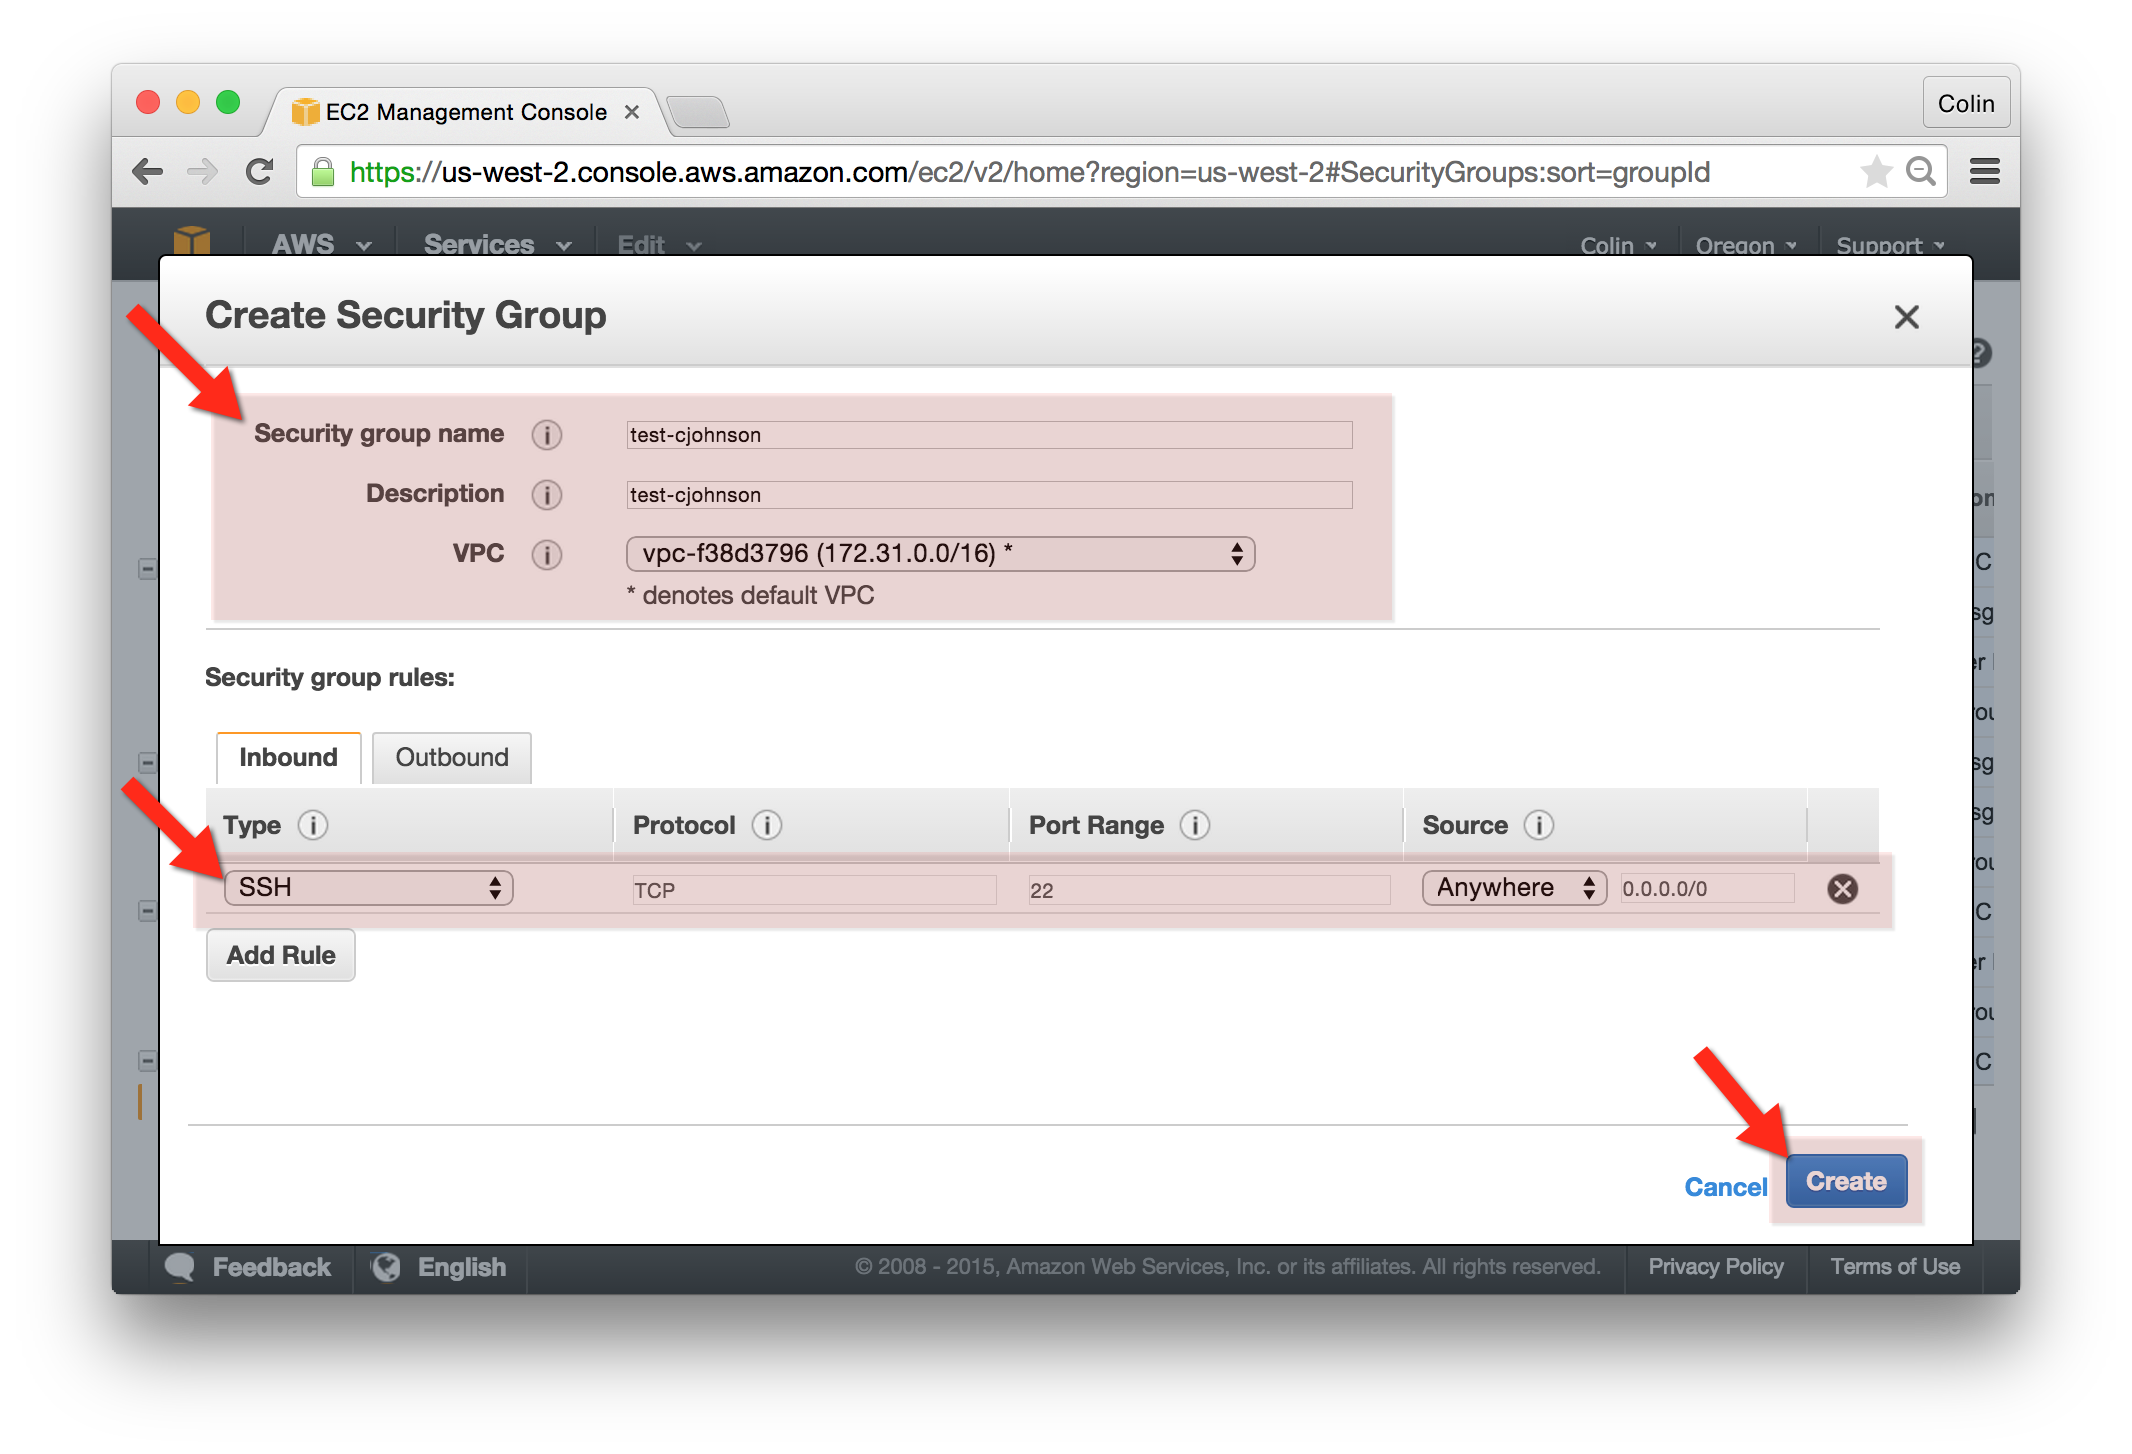 EC2 Management Console
Colin
https://us-west-2.console.aws.amazon.com/ec2/v2/home?region=us-west-2#SecurityGroups:sort=groupId
AWS Services Edit Colin Oregon Support
Create Security Group
Security group name test-cjohnson
Description test-cjohnson
VPC vpc-f38d3796 (172.31.0.0/16) *
* denotes default VPC
Security group rules:
Inbound Outbound
Type Protocol Port Range Source
SSH TCP 22 Anywhere 0.0.0.0/0
Add Rule
Cancel Create
Feedback English © 2008 - 2015, Amazon Web Services, Inc. or its affiliates. All rights reserved. Privacy Policy Terms of Use